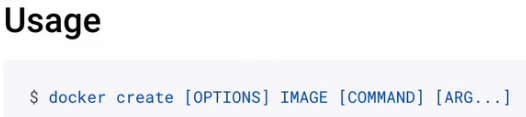 Usage
$ docker create [OPTIONS] IMAGE [COMMAND] [ARG...]